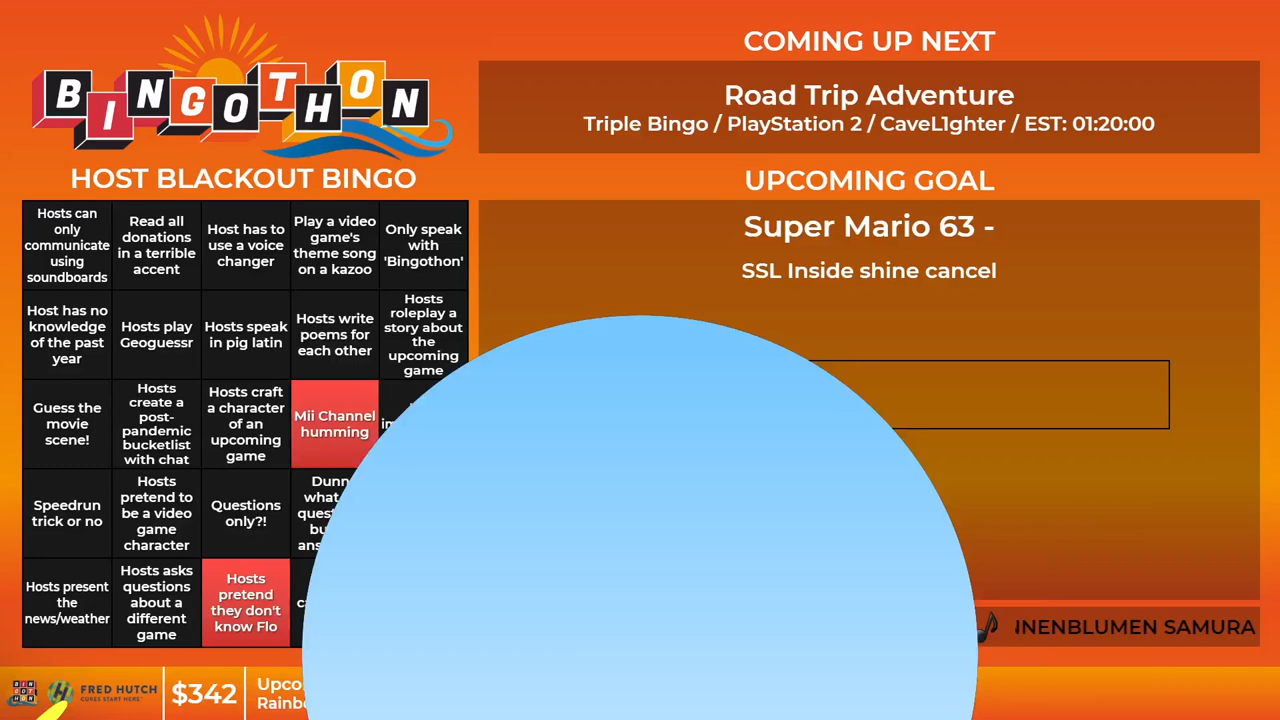 BINGOTHON
HOST BLACKOUT BINGO
Hosts can
only
communicate
using
soundboards
Read all
donations
in a terrible
accent
Host has to
use a voice
changer
Play a video
game's
theme song
on a kazoo
Only speak
with
'Bingothon'
Host has no
knowledge
of the past
year
Hosts play
Geoguessr
Hosts speak
in pig latin
Hosts write
poems for
each other
Hosts
roleplay a
story about
the
upcoming
game
Guess the
movie
scene!
Hosts
create a
post-
pandemic
bucketlist
with chat
Hosts craft
a character
of an
upcoming
game
Mii Channel
humming
Speedrun
trick or no
Hosts
pretend to
be a video
game
character
Questions
only?!
what
Hosts present
the
news/weather
Hosts asks
questions
about a
different
game
Hosts
pretend
they don't
know Flo
COMING UP NEXT
Road Trip Adventure
Triple Bingo / PlayStation 2 / CaveL1ghter / EST: 01:20:00
UPCOMING GOAL
Super Mario 63 -
SSL Inside shine cancel
INENBLUMEN SAMURA
BINGOTHON
FRED HUTCH
CURES START HERE
$342